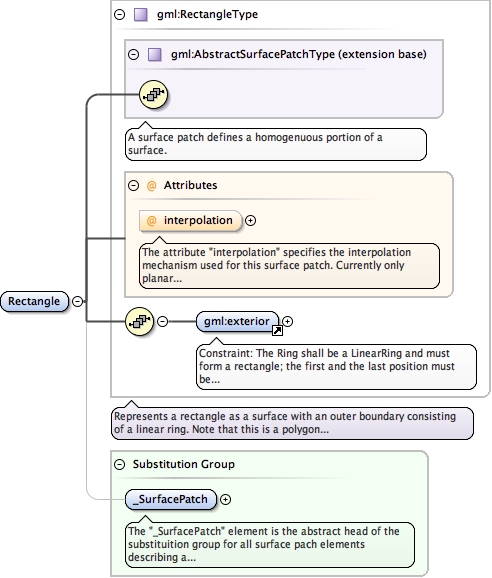 gml:RectangleType
gml:AbstractSurfacePatchType (extension base)
A surface patch defines a homogenuous portion of a
surface.
@ Attributes
@ interpolation
The attribute "interpolation" specifies the interpolation
mechanism used for this surface patch. Currently only
planar...
Rectangle
gml:exterior
Constraint: The Ring shall be a LinearRing and must
form a rectangle; the first and the last position must
be...
Represents a rectangle as a surface with an outer boundary consisting
of a linear ring. Note that this is a polygon...
Substitution Group
_SurfacePatch
The "_SurfacePatch" element is the abstract head of the
substituition group for all surface pach elements
describing a...